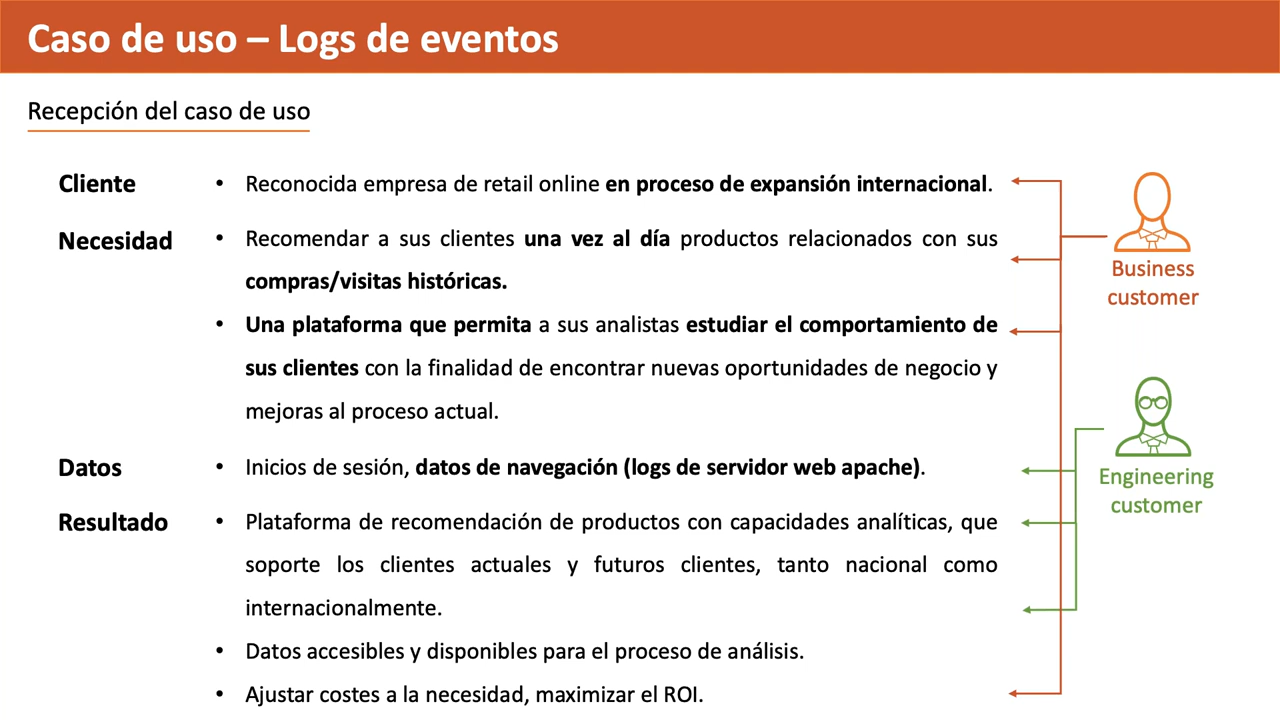 Caso de uso – Logs de eventos
Recepción del caso de uso
Cliente
• Reconocida empresa de retail online en proceso de expansión internacional.
Necesidad
• Recomendar a sus clientes una vez al día productos relacionados con sus
compras/visitas históricas.
• Una plataforma que permita a sus analistas estudiar el comportamiento de
sus clientes con la finalidad de encontrar nuevas oportunidades de negocio y
mejoras al proceso actual.
Datos
• Inicios de sesión, datos de navegación (logs de servidor web apache).
Resultado
• Plataforma de recomendación de productos con capacidades analíticas, que
soporte los clientes actuales y futuros clientes, tanto nacional como
internacionalmente.
• Datos accesibles y disponibles para el proceso de análisis.
• Ajustar costes a la necesidad, maximizar el ROI.
Business
customer
Engineering
customer